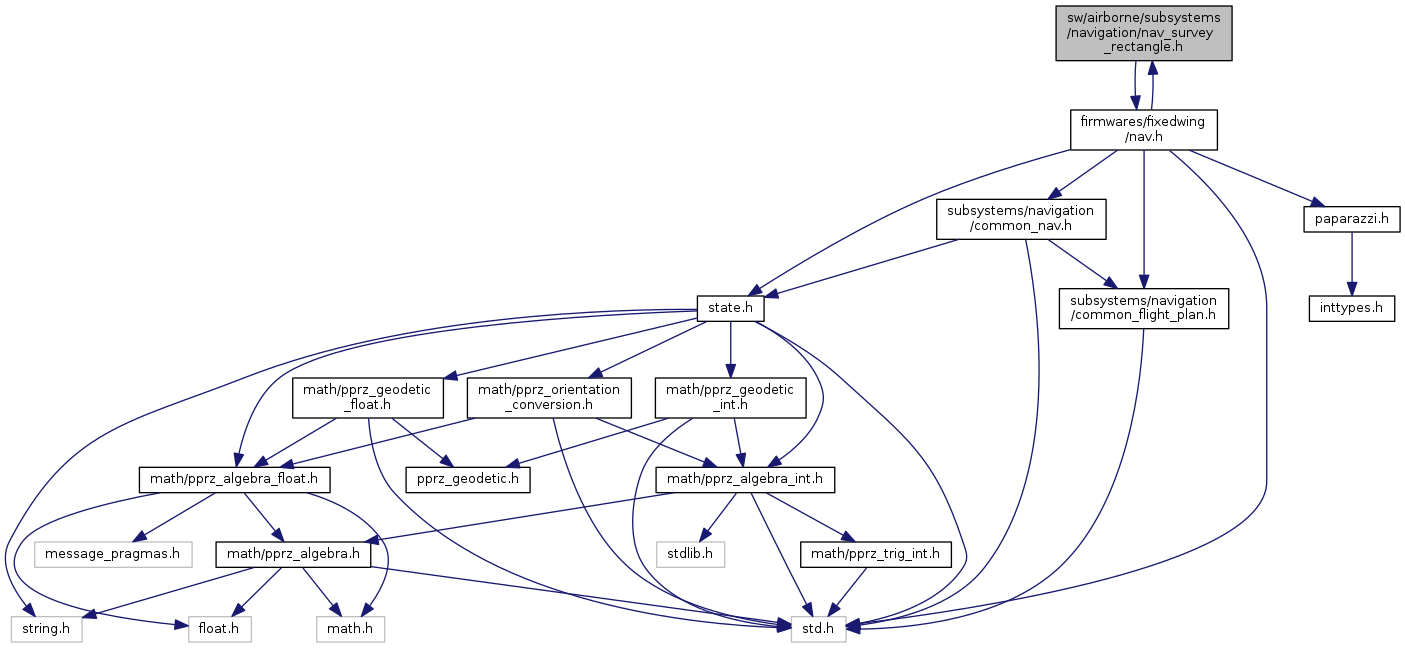 sw/airborne/subsystems
/navigation/nav_survey
_rectangle.h
firmwares/fixedwing
/nav.h
subsystems/navigation
/common_nav.h
paparazzi.h
state.h
subsystems/navigation
/common_flight_plan.h
inttypes.h
math/pprz_geodetic
_float.h
math/pprz_orientation
_conversion.h
math/pprz_geodetic
_int.h
math/pprz_algebra_float.h
pprz_geodetic.h
math/pprz_algebra_int.h
message_pragmas.h
math/pprz_algebra.h
stdlib.h
math/pprz_trig_int.h
string.h
float.h
math.h
std.h